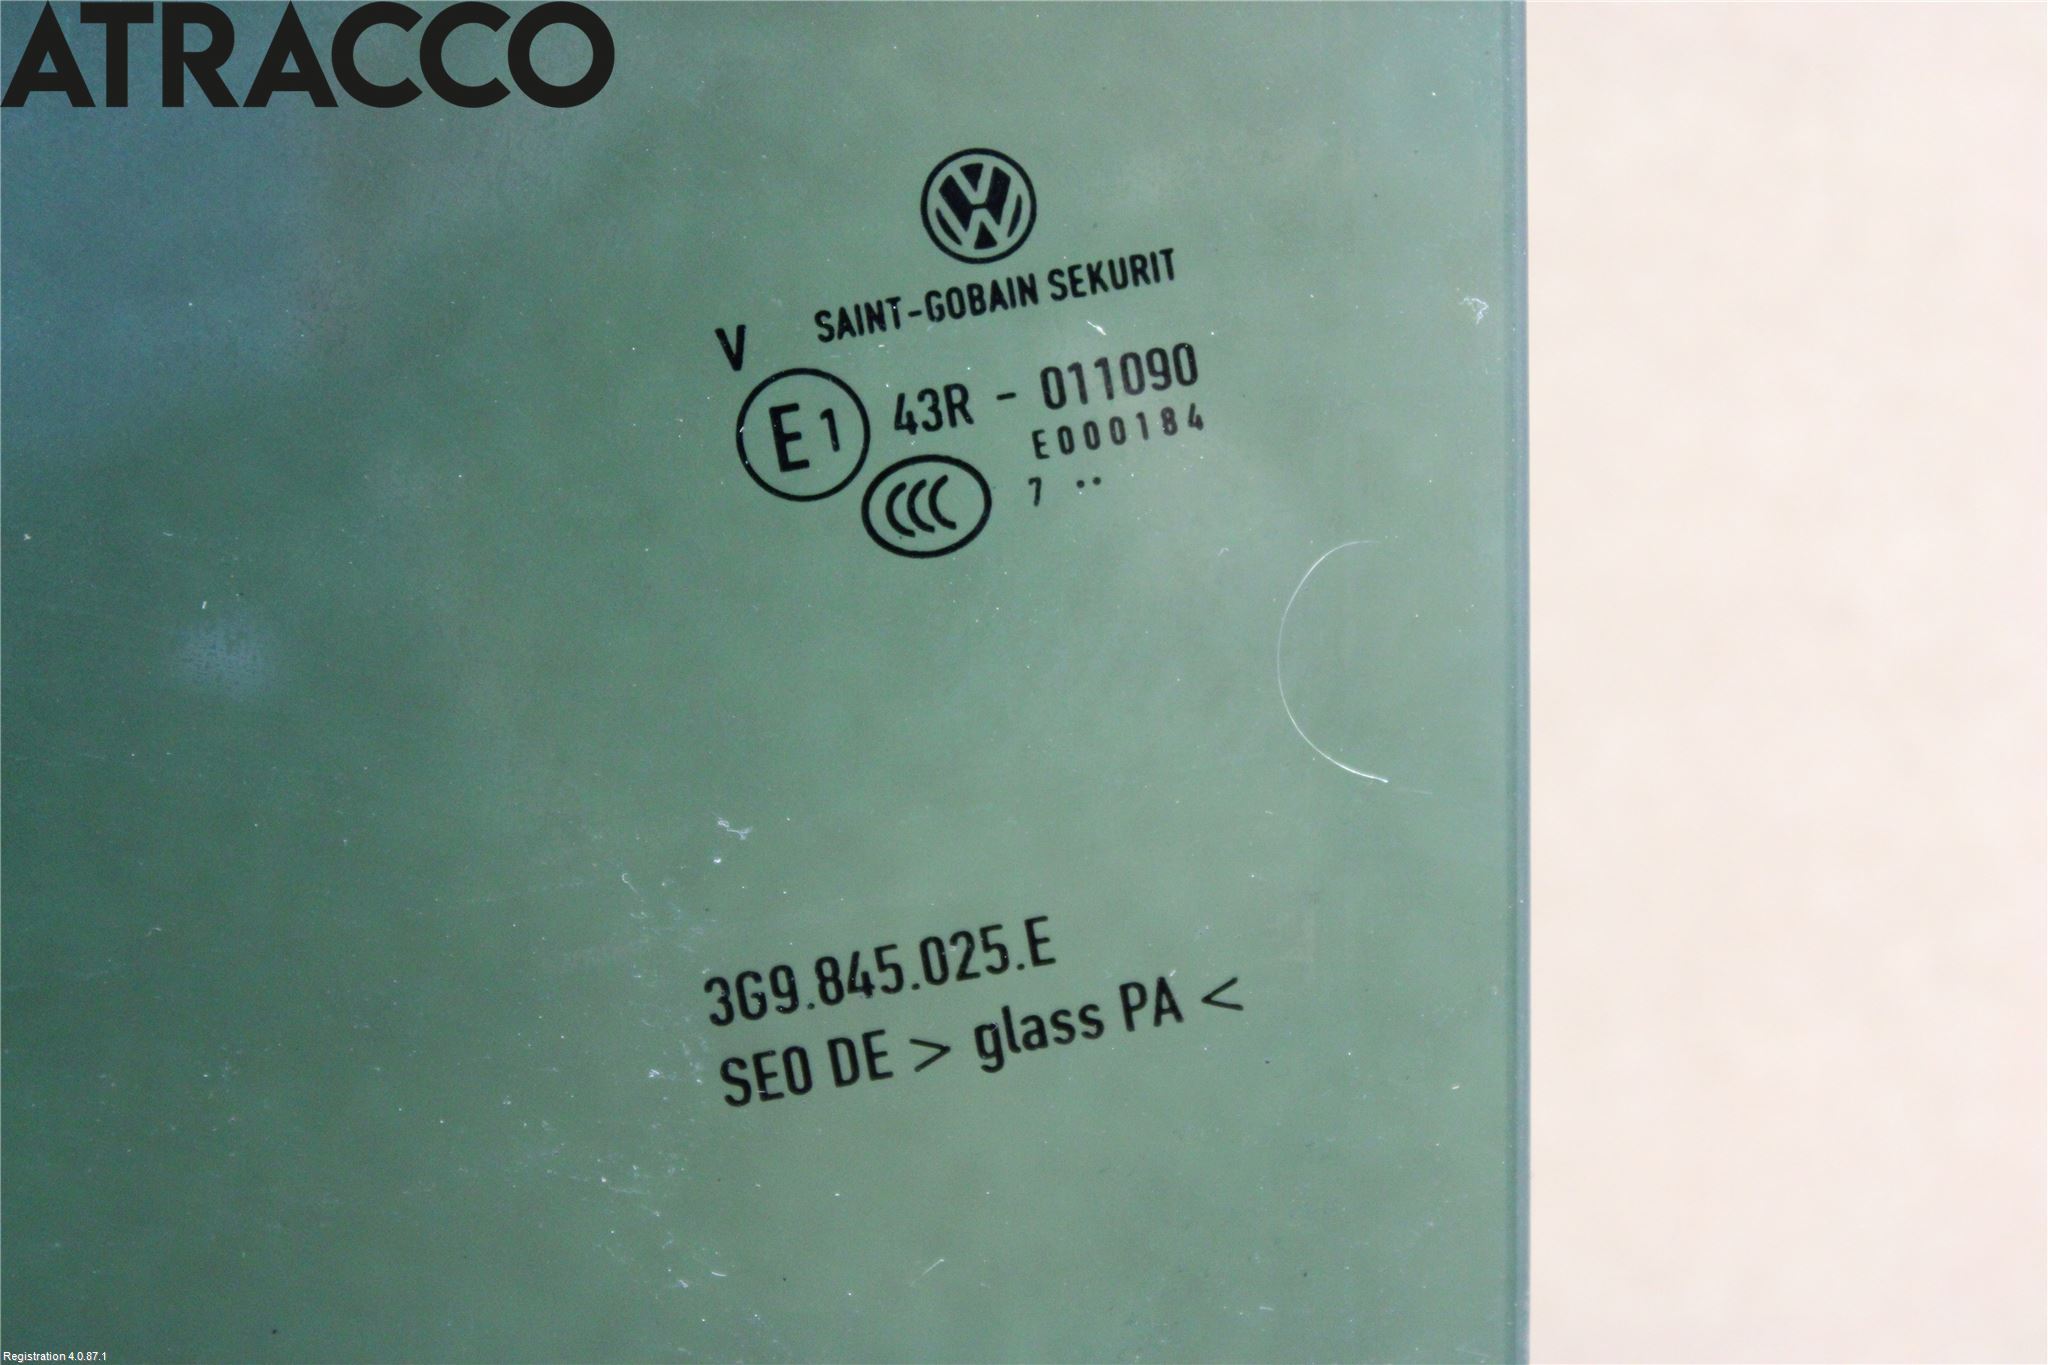 ATRACCO
SAINT-GOBAIN SEKURIT
V
E1 43R - 011090
E000184
CCC 7 ..
3G9.845.025.E
SEO DE > glass PA <
Registration 4.0.87.1